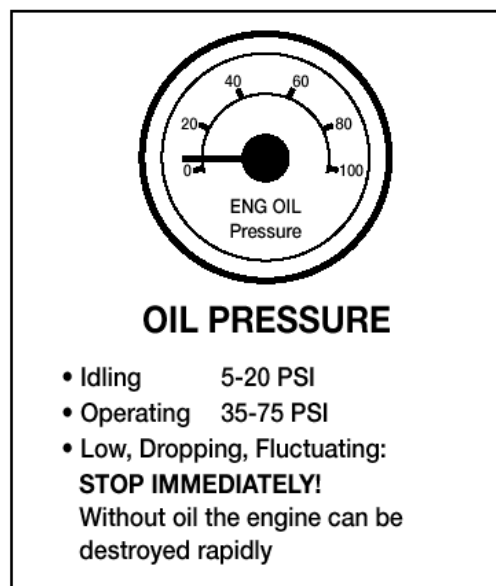 40 60
20 80
0 100
ENG OIL
Pressure
OIL PRESSURE
• Idling 5-20 PSI
• Operating 35-75 PSI
• Low, Dropping, Fluctuating:
STOP IMMEDIATELY!
Without oil the engine can be
destroyed rapidly